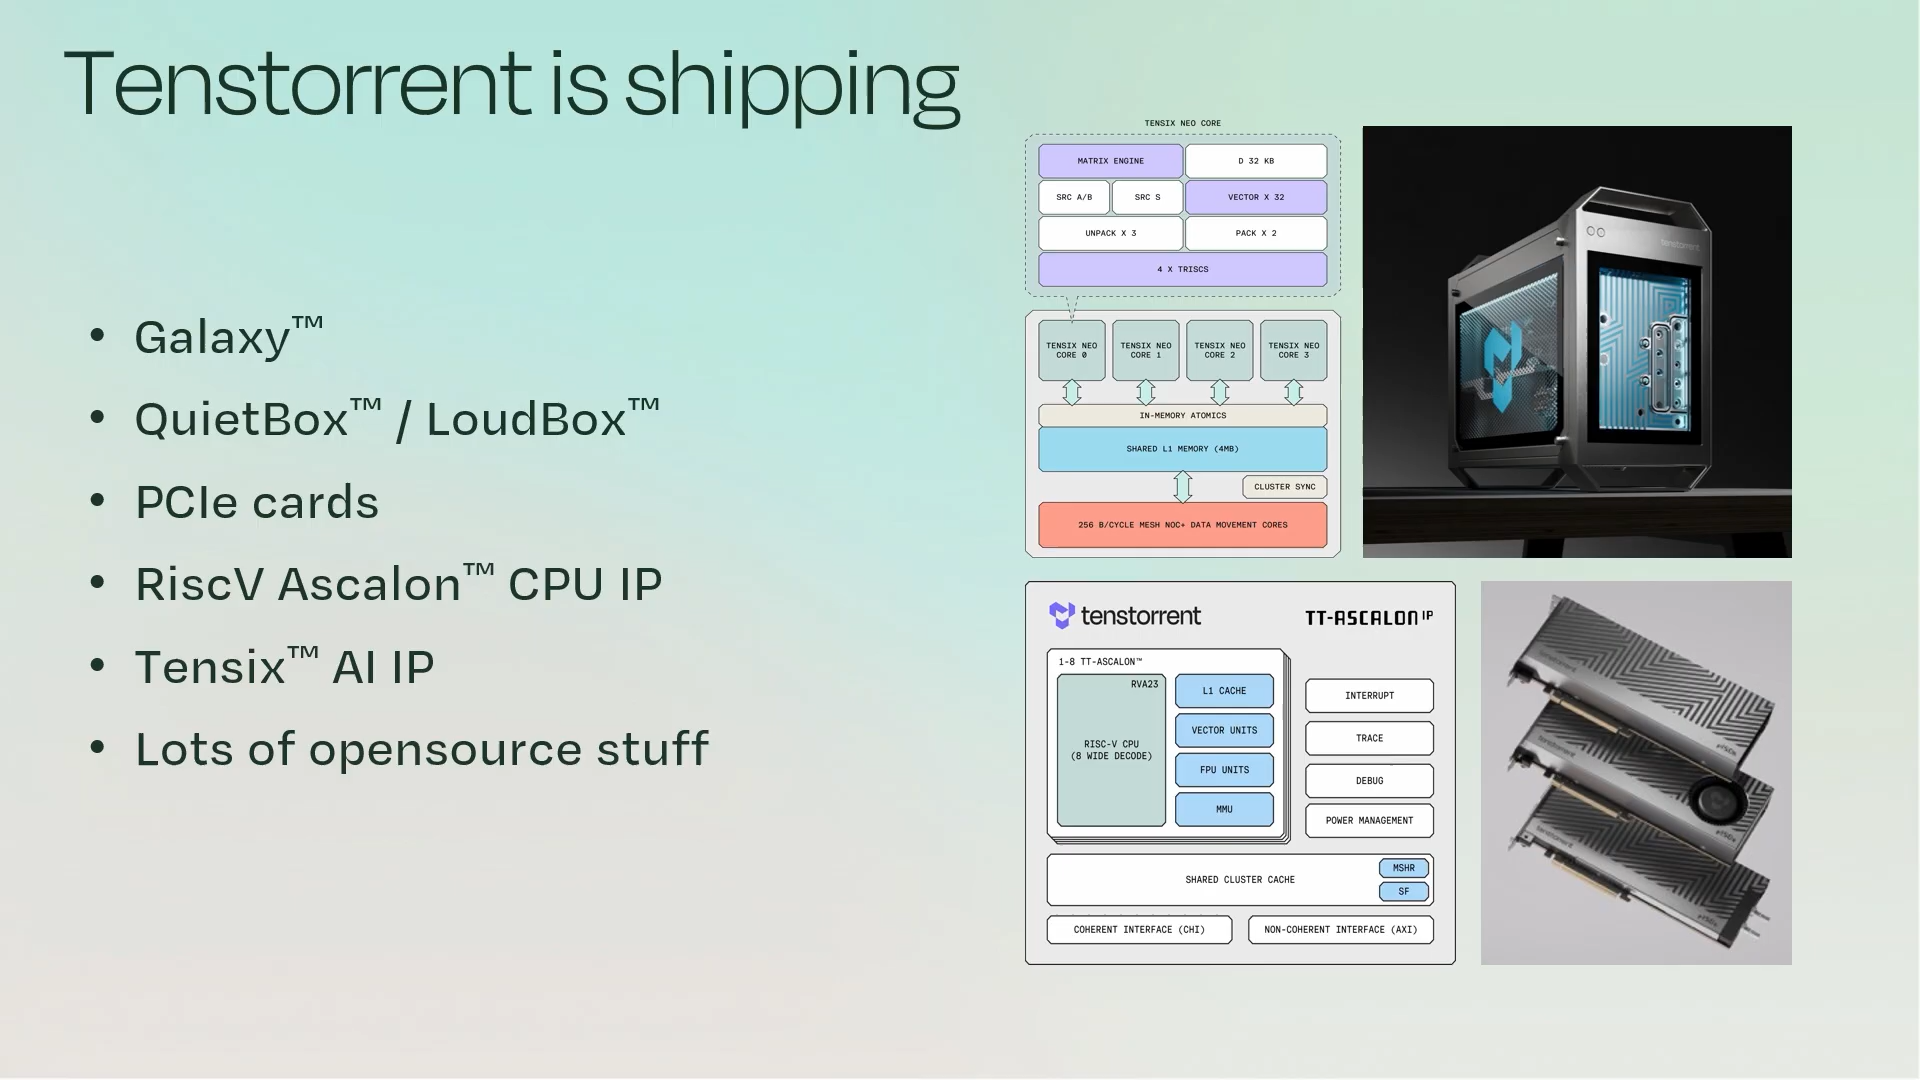 Tenstorrent is shipping
• Galaxy™
• QuietBox™ / LoudBox™
• PCIe cards
• RiscV Ascalon™ CPU IP
• Tensix™ AI IP
• Lots of opensource stuff
TENSIX NEO CORE
MATRIX ENGINE
D 32 KB
SRC A/B
SRC S
VECTOR X 32
UNPACK X 3
PACK X 2
4 X TRISCS
TENSIX NEO
CORE 0
TENSIX NEO
CORE 1
TENSIX NEO
CORE 2
TENSIX NEO
CORE 3
IN-MEMORY ATOMICS
SHARED L1 MEMORY (4MB)
CLUSTER SYNC
256 B/CYCLE MESH NOC+ DATA MOVEMENT CORES
tenstorrent
tenstorrent
TT-ASCALON IP
1-8 TT-ASCALON™
RVA23
RISC-V CPU
(8 WIDE DECODE)
L1 CACHE
VECTOR UNITS
FPU UNITS
MMU
INTERRUPT
TRACE
DEBUG
POWER MANAGEMENT
SHARED CLUSTER CACHE
MSHR
SF
COHERENT INTERFACE (CHI)
NON-COHERENT INTERFACE (AXI)
tenstorrent
tenstorrent
tenstorrent